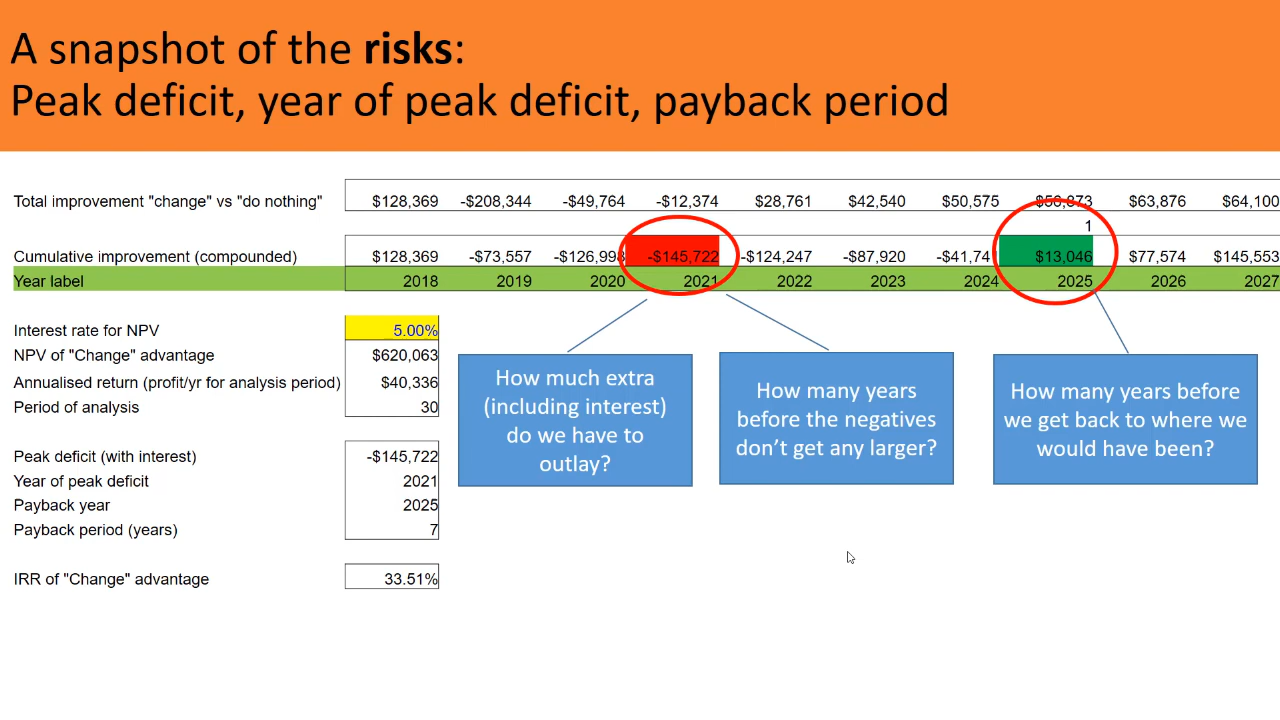 A snapshot of the risks:
Peak deficit, year of peak deficit, payback period
Total improvement "change" vs "do nothing" $128,369 -$208,344 -$49,764 -$12,374 $28,761 $42,540 $50,575 $50,873 $63,876 $64,100
1
Cumulative improvement (compounded) $128,369 -$73,557 -$126,998 -$145,722 -$124,247 -$87,920 -$41,74 $13,046 $77,574 $145,553
Year label 2018 2019 2020 2021 2022 2023 2024 2025 2026 2027
Interest rate for NPV 5.00%
NPV of "Change" advantage $620,063
Annualised return (profit/yr for analysis period) $40,336
Period of analysis 30
Peak deficit (with interest) -$145,722
Year of peak deficit 2021
Payback year 2025
Payback period (years) 7
IRR of "Change" advantage 33.51%
How much extra
(including interest)
do we have to
outlay?
How many years
before the negatives
don't get any larger?
How many years before
we get back to where we
would have been?